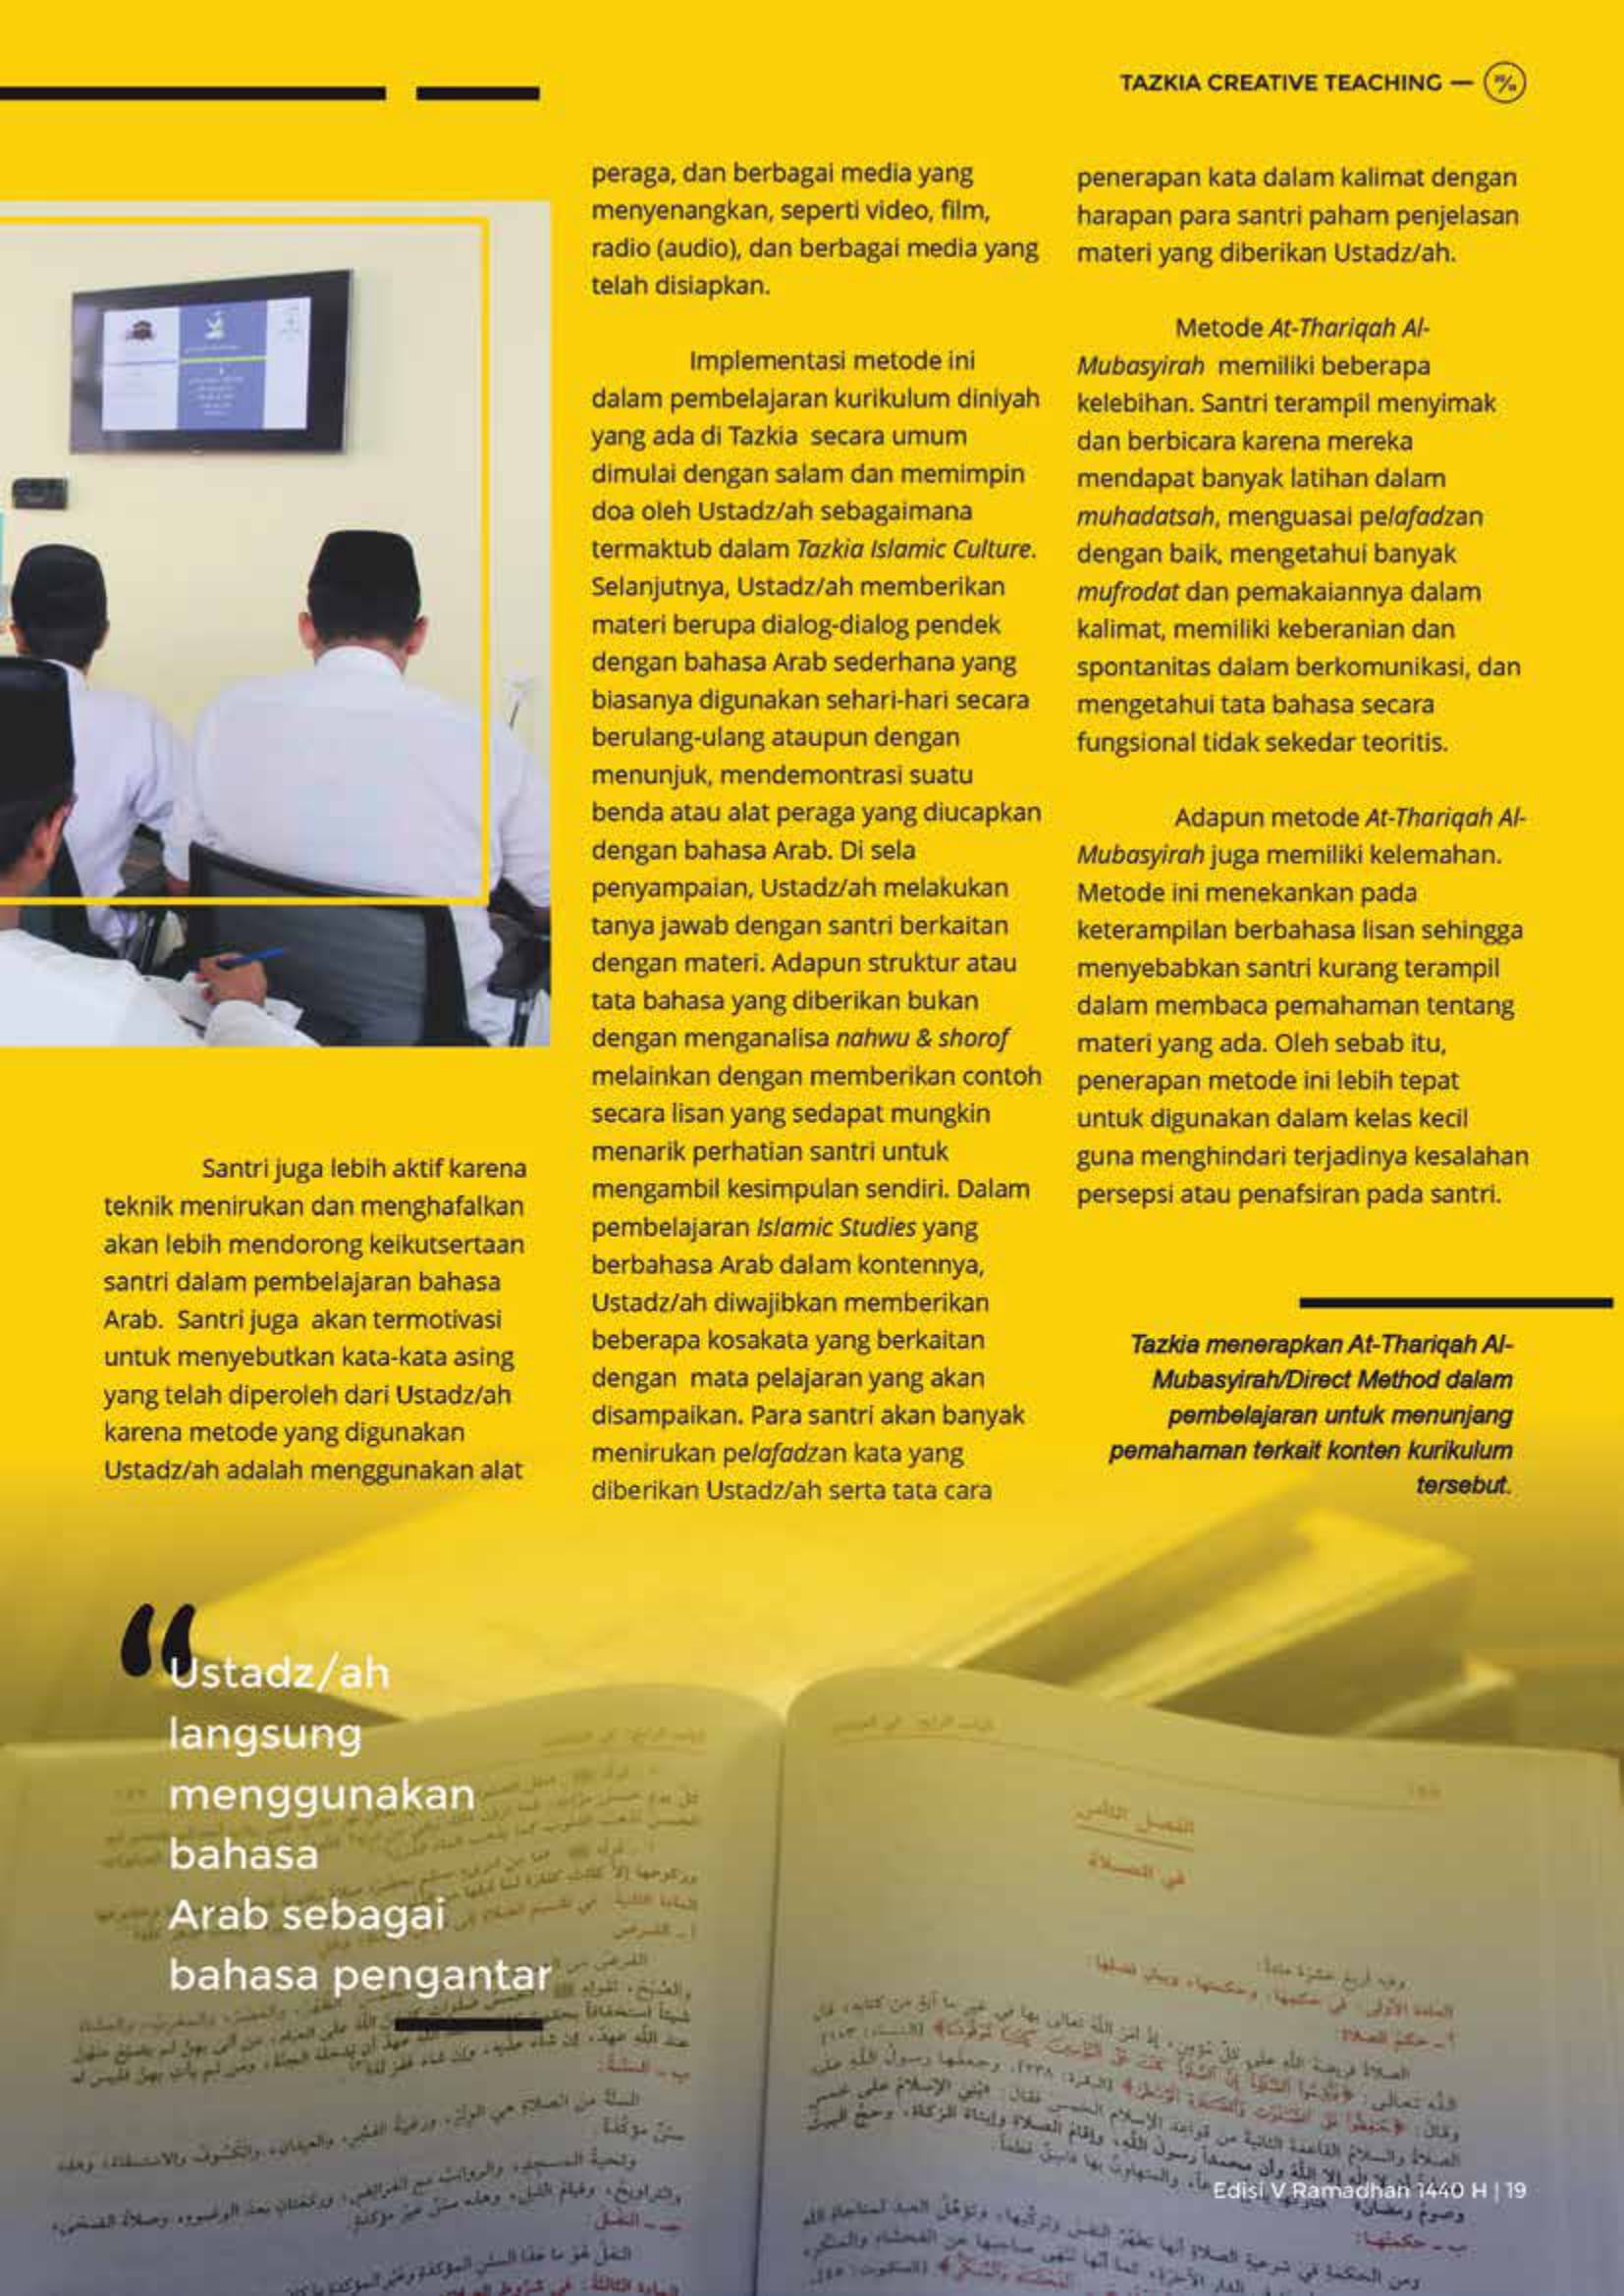 TAZKIA CREATIVE TEACHING —
Santri juga lebih aktif karena
teknik menirukan dan menghafalkan
akan lebih mendorong keikutsertaan
santri dalam pembelajaran bahasa
Arab. Santri juga akan termotivasi
untuk menyebutkan kata-kata asing
yang telah diperoleh dari Ustadz/ah
karena metode yang digunakan
Ustadz/ah adalah menggunakan alat
peraga, dan berbagai media yang
menyenangkan, seperti video, film,
radio (audio), dan berbagai media yang
telah disiapkan.
Implementasi metode ini
dalam pembelajaran kurikulum diniyah
yang ada di Tazkia secara umum
dimulai dengan salam dan memimpin
doa oleh Ustadz/ah sebagaimana
termaktub dalam Tazkia Islamic Culture.
Selanjutnya, Ustadz/ah memberikan
materi berupa dialog-dialog pendek
dengan bahasa Arab sederhana yang
biasanya digunakan sehari-hari secara
berulang-ulang ataupun dengan
menunjuk, mendemontrasi suatu
benda atau alat peraga yang diucapkan
dengan bahasa Arab. Di sela
penyampaian, Ustadz/ah melakukan
tanya jawab dengan santri berkaitan
dengan materi. Adapun struktur atau
tata bahasa yang diberikan bukan
dengan menganalisa nahwu & shorof
melainkan dengan memberikan contoh
secara lisan yang sedapat mungkin
menarik perhatian santri untuk
mengambil kesimpulan sendiri. Dalam
pembelajaran Islamic Studies yang
berbahasa Arab dalam kontennya,
Ustadz/ah diwajibkan memberikan
beberapa kosakata yang berkaitan
dengan mata pelajaran yang akan
disampaikan. Para santri akan banyak
menirukan pelafadzan kata yang
diberikan Ustadz/ah serta tata cara
penerapan kata dalam kalimat dengan
harapan para santri paham penjelasan
materi yang diberikan Ustadz/ah.
Metode At-Thariqah Al-
Mubasyirah memiliki beberapa
kelebihan. Santri terampil menyimak
dan berbicara karena mereka
mendapat banyak latihan dalam
muhadatsah, menguasai pelafadzan
dengan baik, mengetahui banyak
mufrodat dan pemakaiannya dalam
kalimat, memiliki keberanian dan
spontanitas dalam berkomunikasi, dan
mengetahui tata bahasa secara
fungsional tidak sekedar teoritis.
Adapun metode At-Thariqah Al-
Mubasyirah juga memiliki kelemahan.
Metode ini menekankan pada
keterampilan berbahasa lisan sehingga
menyebabkan santri kurang terampil
dalam membaca pemahaman tentang
materi yang ada. Oleh sebab itu,
penerapan metode ini lebih tepat
untuk digunakan dalam kelas kecil
guna menghindari terjadinya kesalahan
persepsi atau penafsiran pada santri.
Tazkia menerapkan At-Thariqah Al-
Mubasyirah/Direct Method dalam
pembelajaran untuk menunjang
pemahaman terkait konten kurikulum
tersebut.
“Ustadz/ah
langsung
menggunakan
bahasa
Arab sebagai
bahasa pengantar
الفصل الثامن
في الصلاة
Edisi V Ramadhan 1440 H | 19